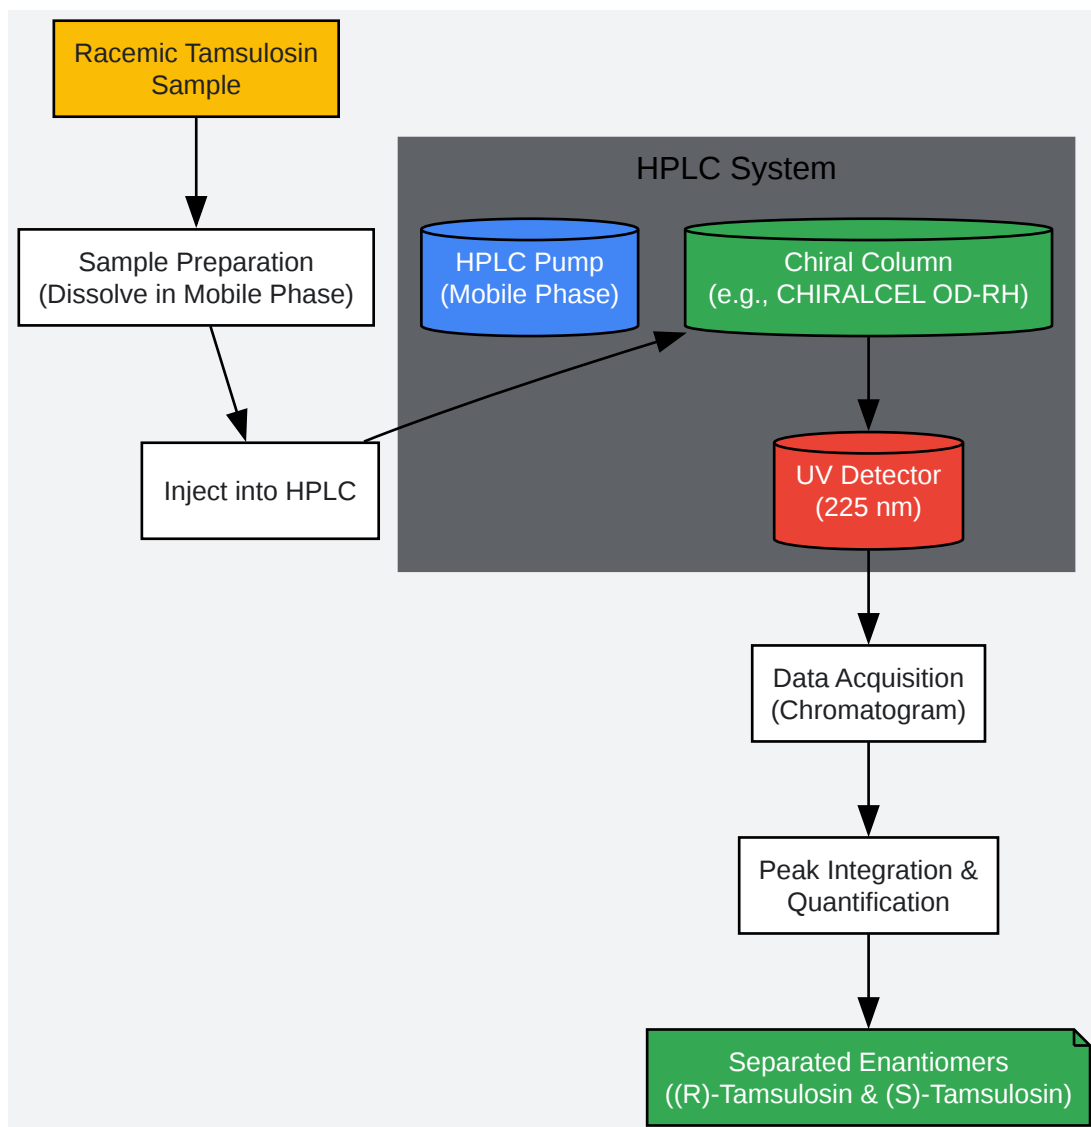 Racemic Tamsulosin
Sample
HPLC System
Sample Preparation
(Dissolve in Mobile Phase)
HPLC Pump
(Mobile Phase)
Chiral Column
(e.g., CHIRALCEL OD-RH)
Inject into HPLC
UV Detector
(225 nm)
Data Acquisition
(Chromatogram)
Peak Integration &
Quantification
Separated Enantiomers
((R)-Tamsulosin & (S)-Tamsulosin)